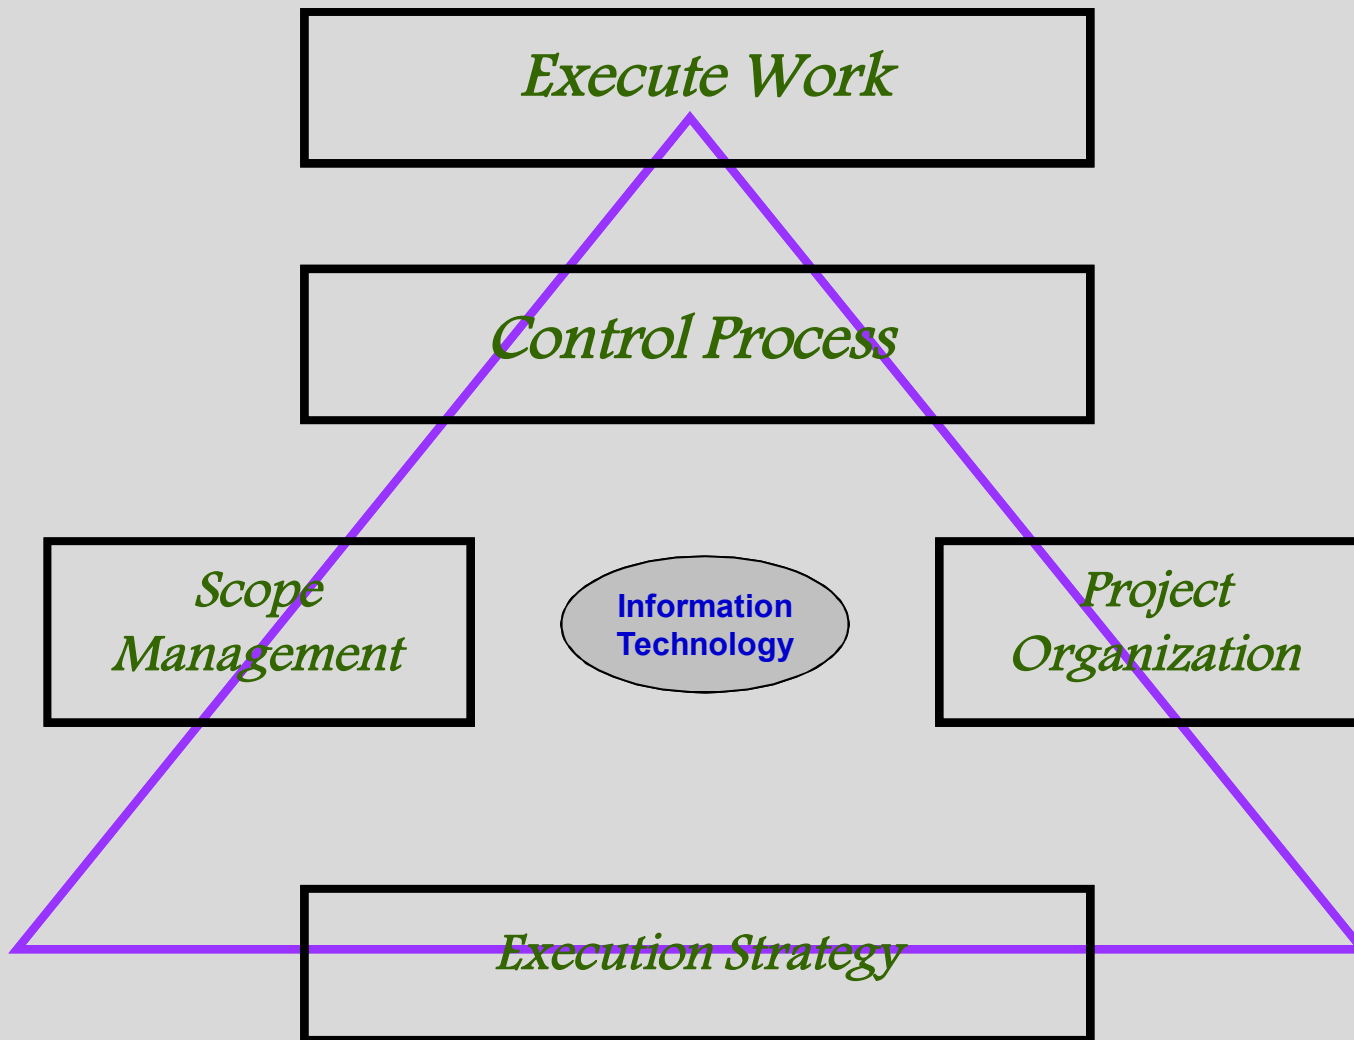 Execute Work
Control Process
Scope
Management
Information
Technology
Project
Organization
Execution Strategy